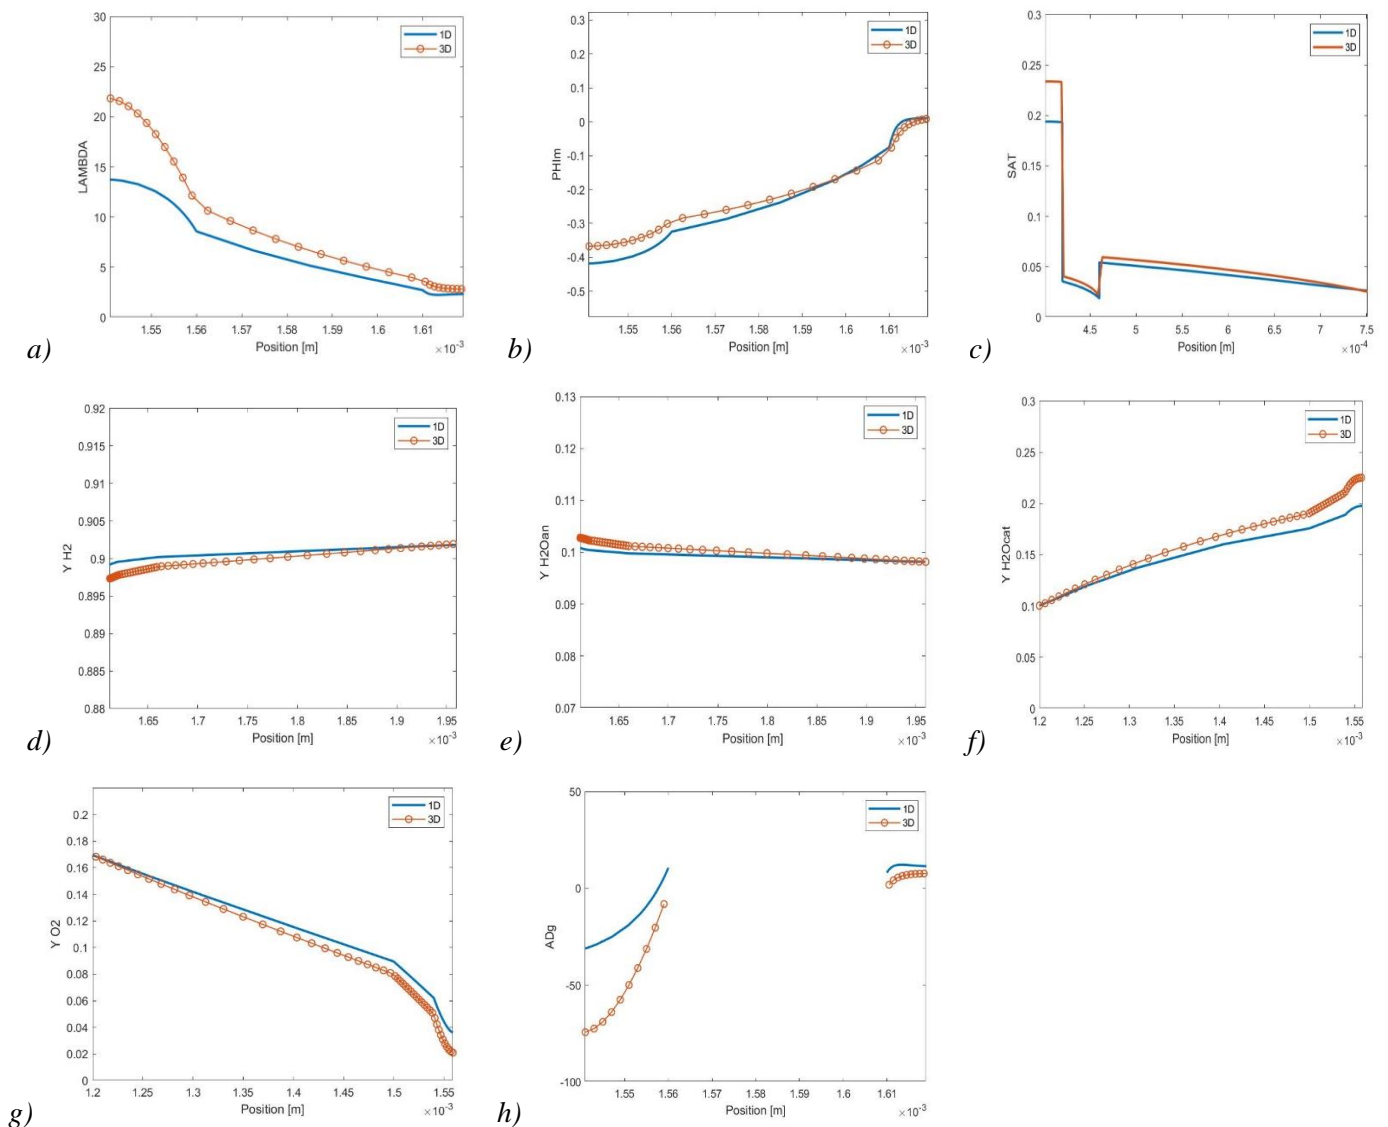 30
25
20
15
10
5
0
LAMBDA
1D
3D
1.55 1.56 1.57 1.58 1.59 1.6 1.61
Position [m]
×10⁻³
a)
0.3
0.2
0.1
0
-0.1
-0.2
-0.3
-0.4
-0.5
PHIm
1D
3D
1.55 1.56 1.57 1.58 1.59 1.6 1.61
Position [m]
×10⁻³
b)
0.3
0.25
0.2
0.15
0.1
0.05
0
SAT
1D
3D
4.5 5 5.5 6 6.5 7 7.5
Position [m]
×10⁻⁴
c)
0.92
0.915
0.91
0.905
0.9
0.895
0.89
0.885
0.88
Y H2
1D
3D
1.65 1.7 1.75 1.8 1.85 1.9 1.95
Position [m]
×10⁻³
d)
0.13
0.12
0.11
0.1
0.09
0.08
0.07
Y H2Oan
1D
3D
1.65 1.7 1.75 1.8 1.85 1.9 1.95
Position [m]
×10⁻³
e)
0.3
0.25
0.2
0.15
0.1
0.05
0
Y H2Ocat
1D
3D
1.2 1.25 1.3 1.35 1.4 1.45 1.5 1.55
Position [m]
×10⁻³
f)
0.2
0.18
0.16
0.14
0.12
0.1
0.08
0.06
0.04
0.02
0
Y O2
1D
3D
1.2 1.25 1.3 1.35 1.4 1.45 1.5 1.55
Position [m]
×10⁻³
g)
50
0
-50
-100
ADg
1D
3D
1.55 1.56 1.57 1.58 1.59 1.6 1.61
Position [m]
×10⁻³
h)